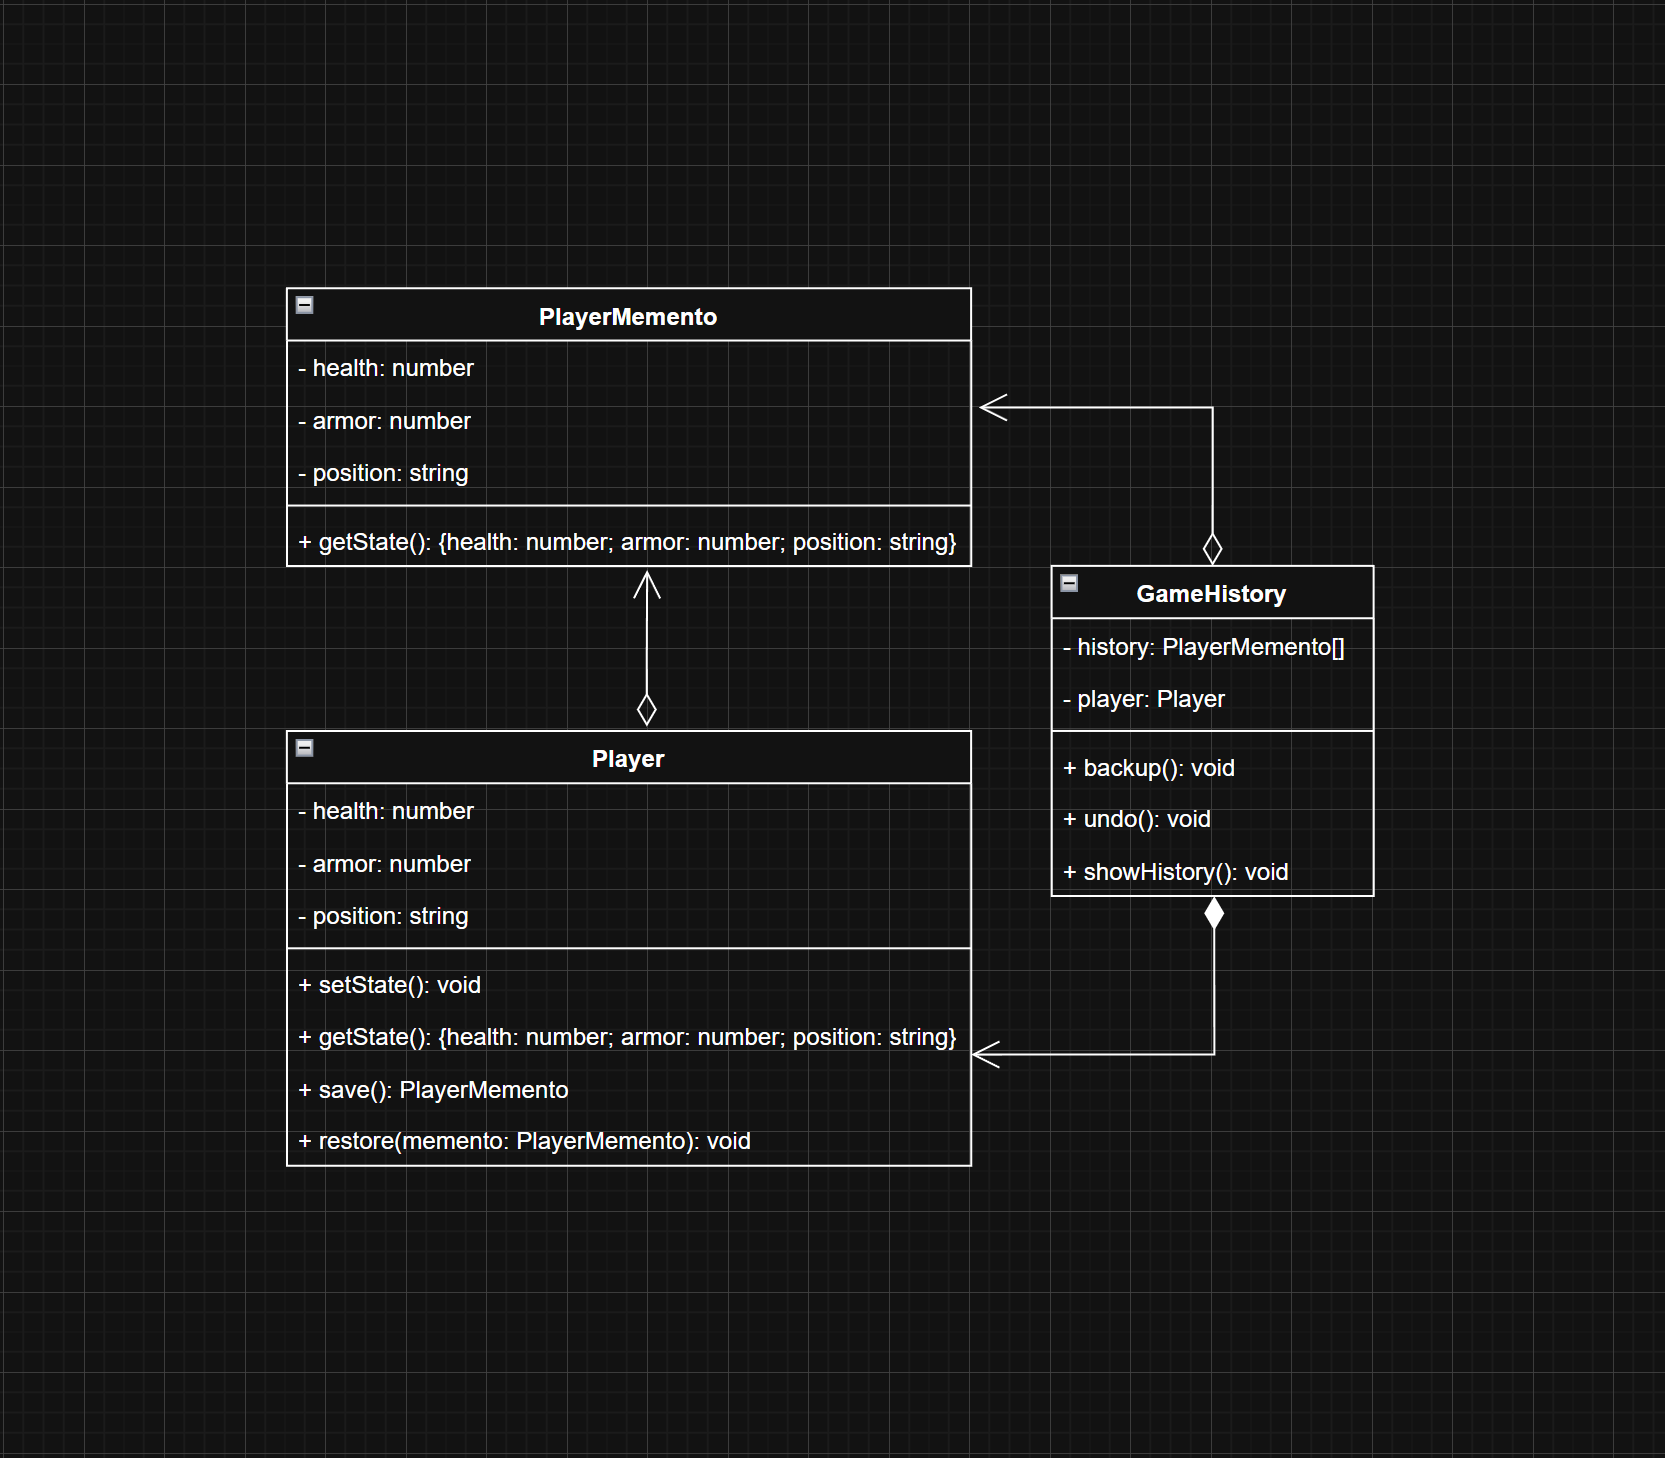 PlayerMemento
- health: number
- armor: number
- position: string
+ getState(): {health: number; armor: number; position: string}
Player
- health: number
- armor: number
- position: string
+ setState(): void
+ getState(): {health: number; armor: number; position: string}
+ save(): PlayerMemento
+ restore(memento: PlayerMemento): void
GameHistory
- history: PlayerMemento[]
- player: Player
+ backup(): void
+ undo(): void
+ showHistory(): void